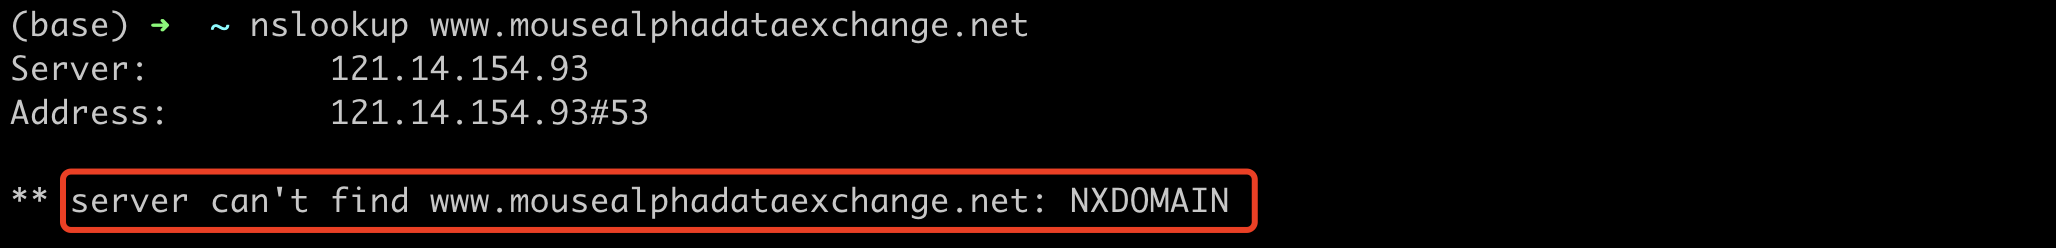 (base) ➜  ~ nslookup www.mousealphadataexchange.net
Server:         121.14.154.93
Address:        121.14.154.93#53
** server can't find www.mousealphadataexchange.net: NXDOMAIN